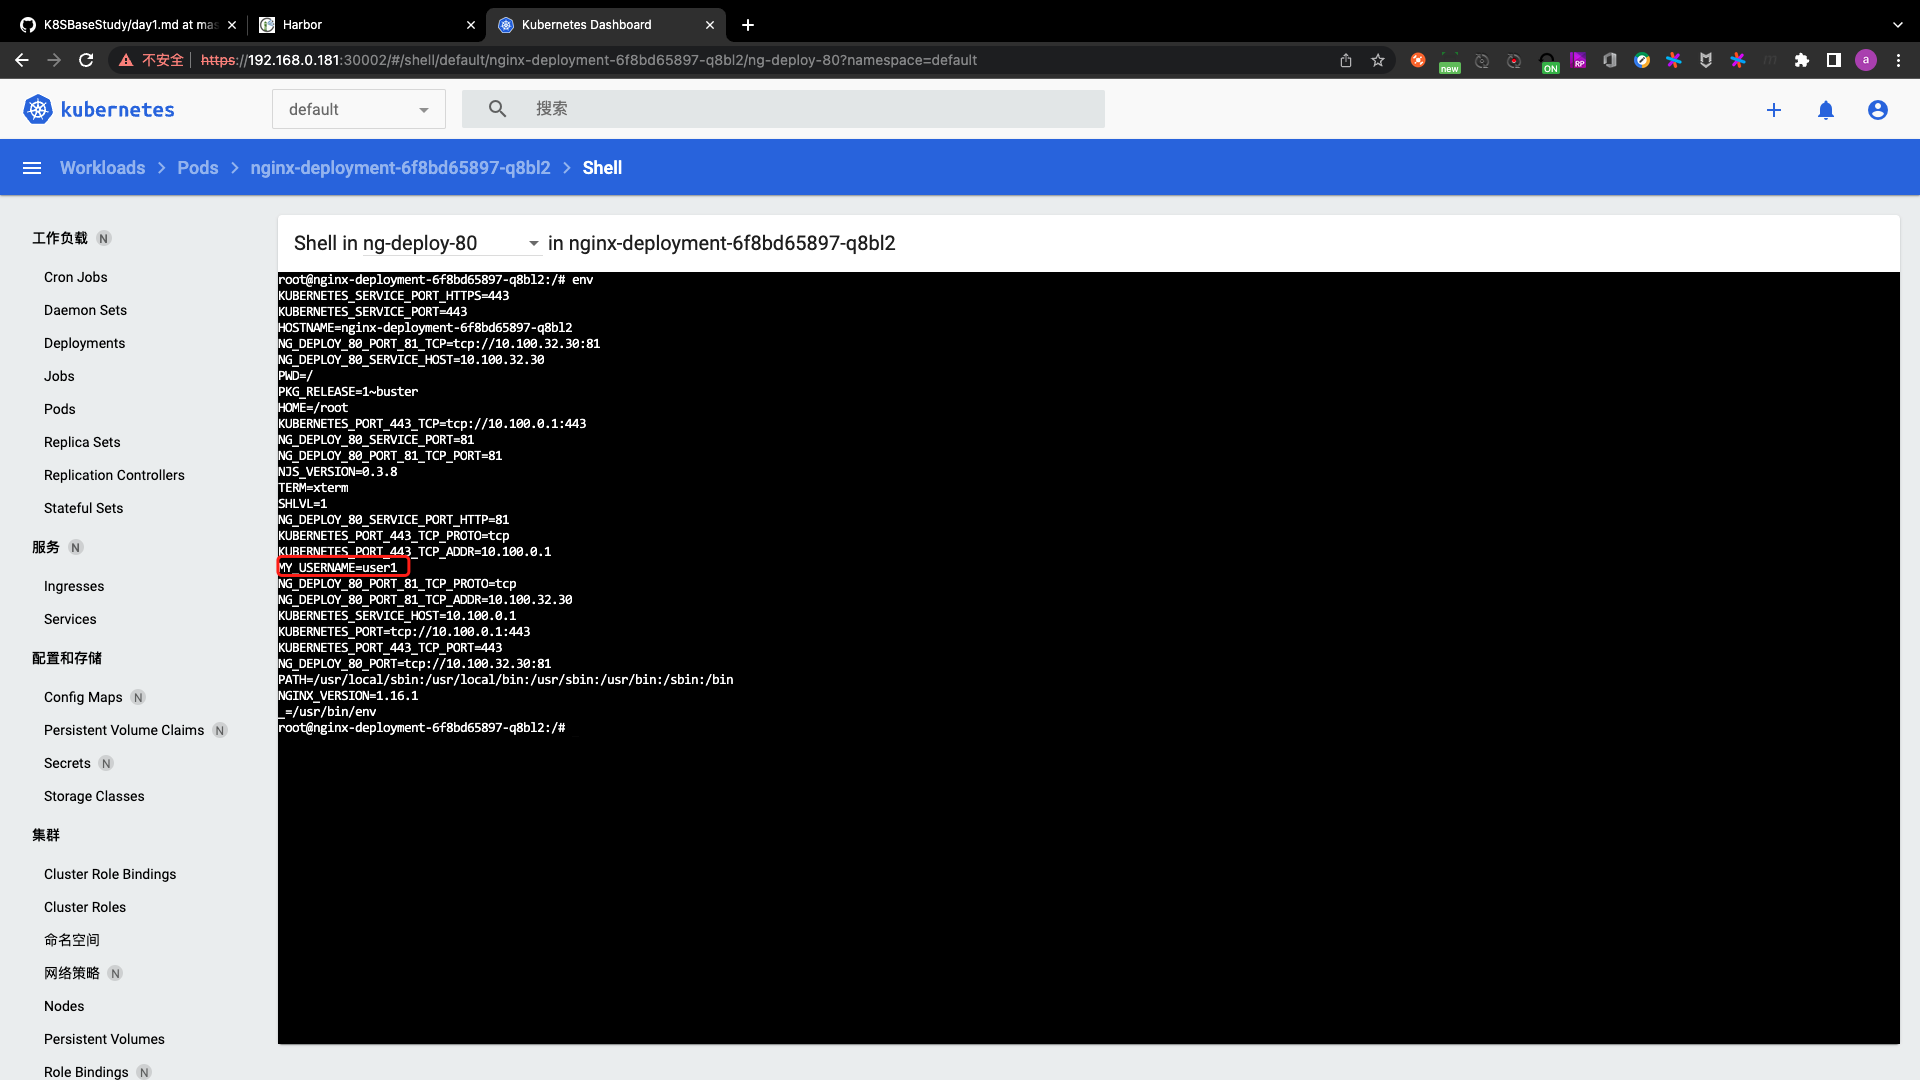 K8SBaseStudy/day1.md at mas
Harbor
Kubernetes Dashboard
不安全 https://192.168.0.181:30002/#/shell/default/nginx-deployment-6f8bd65897-q8bl2/ng-deploy-80?namespace=default
new
ON
RP
a
kubernetes
default
搜索
Workloads > Pods > nginx-deployment-6f8bd65897-q8bl2 > Shell
工作负载 N
Cron Jobs
Daemon Sets
Deployments
Jobs
Pods
Replica Sets
Replication Controllers
Stateful Sets
服务 N
Ingresses
Services
配置和存储
Config Maps N
Persistent Volume Claims N
Secrets N
Storage Classes
集群
Cluster Role Bindings
Cluster Roles
命名空间
网络策略 N
Nodes
Persistent Volumes
Role Bindings N
Shell in ng-deploy-80 in nginx-deployment-6f8bd65897-q8bl2
root@nginx-deployment-6f8bd65897-q8bl2:/# env
KUBERNETES_SERVICE_PORT_HTTPS=443
KUBERNETES_SERVICE_PORT=443
HOSTNAME=nginx-deployment-6f8bd65897-q8bl2
NG_DEPLOY_80_PORT_81_TCP=tcp://10.100.32.30:81
NG_DEPLOY_80_SERVICE_HOST=10.100.32.30
PWD=/
PKG_RELEASE=1~buster
HOME=/root
KUBERNETES_PORT_443_TCP=tcp://10.100.0.1:443
NG_DEPLOY_80_SERVICE_PORT=81
NG_DEPLOY_80_PORT_81_TCP_PORT=81
NJS_VERSION=0.3.8
TERM=xterm
SHLVL=1
NG_DEPLOY_80_SERVICE_PORT_HTTP=81
KUBERNETES_PORT_443_TCP_PROTO=tcp
KUBERNETES_PORT_443_TCP_ADDR=10.100.0.1
MY_USERNAME=user1
NG_DEPLOY_80_PORT_81_TCP_PROTO=tcp
NG_DEPLOY_80_PORT_81_TCP_ADDR=10.100.32.30
KUBERNETES_SERVICE_HOST=10.100.0.1
KUBERNETES_PORT=tcp://10.100.0.1:443
KUBERNETES_PORT_443_TCP_PORT=443
NG_DEPLOY_80_PORT=tcp://10.100.32.30:81
PATH=/usr/local/sbin:/usr/local/bin:/usr/sbin:/usr/bin:/sbin:/bin
NGINX_VERSION=1.16.1
_=/usr/bin/env
root@nginx-deployment-6f8bd65897-q8bl2:/#